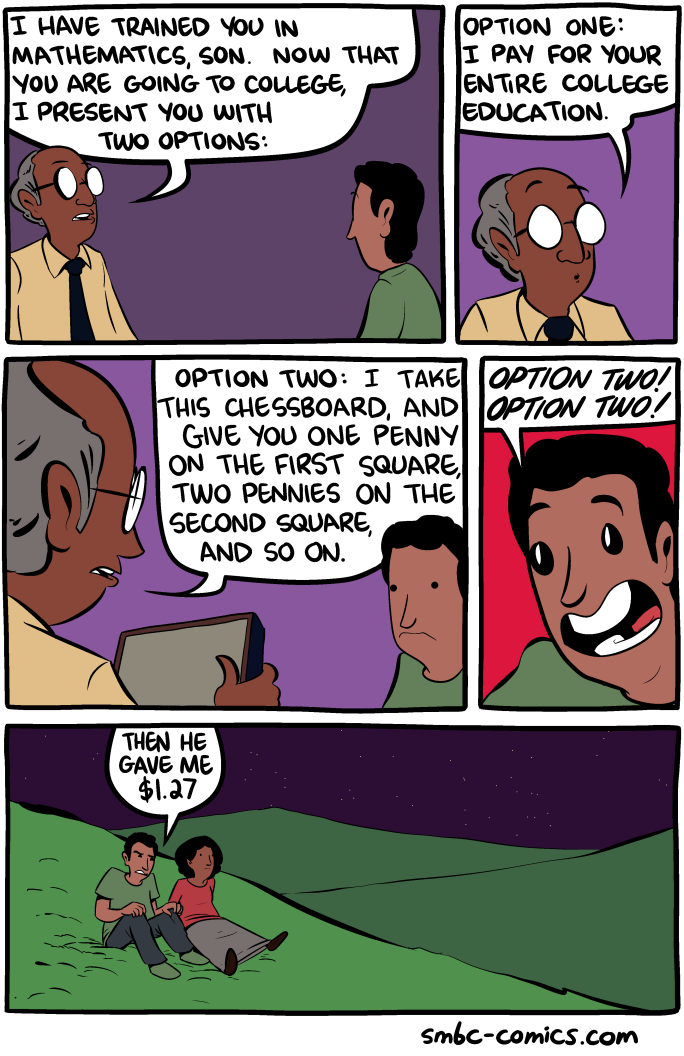 I HAVE TRAINED YOU IN
MATHEMATICS, SON. NOW THAT
YOU ARE GOING TO COLLEGE,
I PRESENT YOU WITH
TWO OPTIONS:
OPTION ONE:
I PAY FOR YOUR
ENTIRE COLLEGE
EDUCATION.
OPTION TWO: I TAKE
THIS CHESSBOARD, AND
GIVE YOU ONE PENNY
ON THE FIRST SQUARE,
TWO PENNIES ON THE
SECOND SQUARE,
AND SO ON.
OPTION TWO!
OPTION TWO!
THEN HE
GAVE ME
$1.27
smbc-comics.com